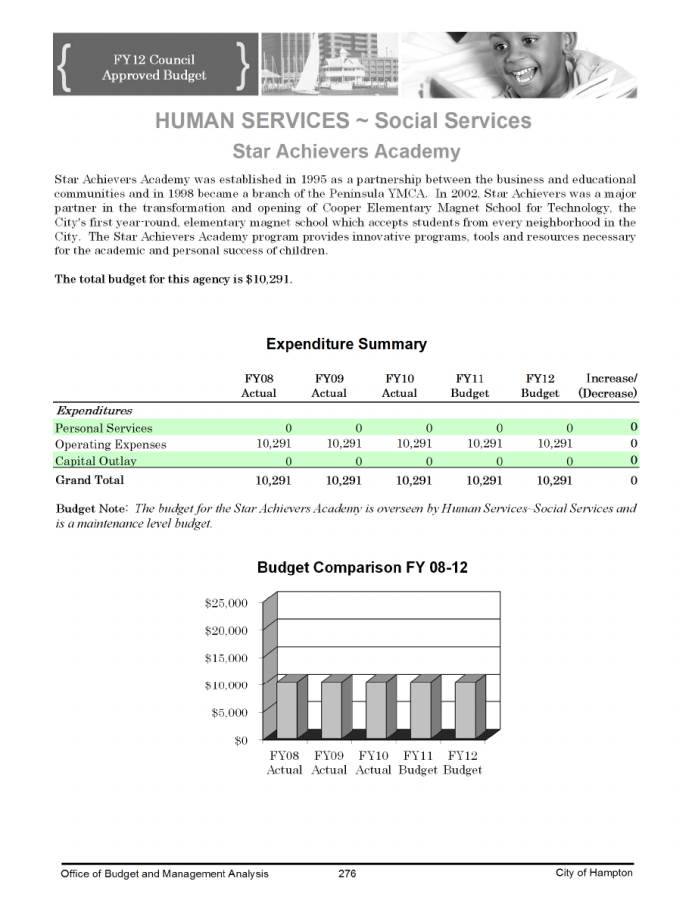 FY12 Council
Approved Budget
HUMAN SERVICES ~ Social Services
Star Achievers Academy
Star Achievers Academy was established in 1995 as a partnership between the business and educational
communities and in 1998 became a branch of the Peninsula YMCA. In 2002, Star Achievers was a major
partner in the transformation and opening of Cooper Elementary Magnet School for Technology, the
City's first year-round, elementary magnet school which accepts students from every neighborhood in the
City. The Star Achievers Academy program provides innovative programs, tools and resources necessary
for the academic and personal success of children.
The total budget for this agency is $10,291.
Expenditure Summary
FY08 FY09 FY10 FY11 FY12 Increase/
Actual Actual Actual Budget Budget (Decrease)
Expenditures
Personal Services 0 0 0 0 0 0
Operating Expenses 10,291 10,291 10,291 10,291 10,291 0
Capital Outlay 0 0 0 0 0 0
Grand Total 10,291 10,291 10,291 10,291 10,291 0
Budget Note: The budget for the Star Achievers Academy is overseen by Human Services-Social Services and
is a maintenance level budget.
Budget Comparison FY 08-12
$25,000
$20,000
$15,000
$10,000
$5,000
$0
FY08 FY09 FY10 FY11 FY12
Actual Actual Actual Budget Budget
Office of Budget and Management Analysis 276 City of Hampton